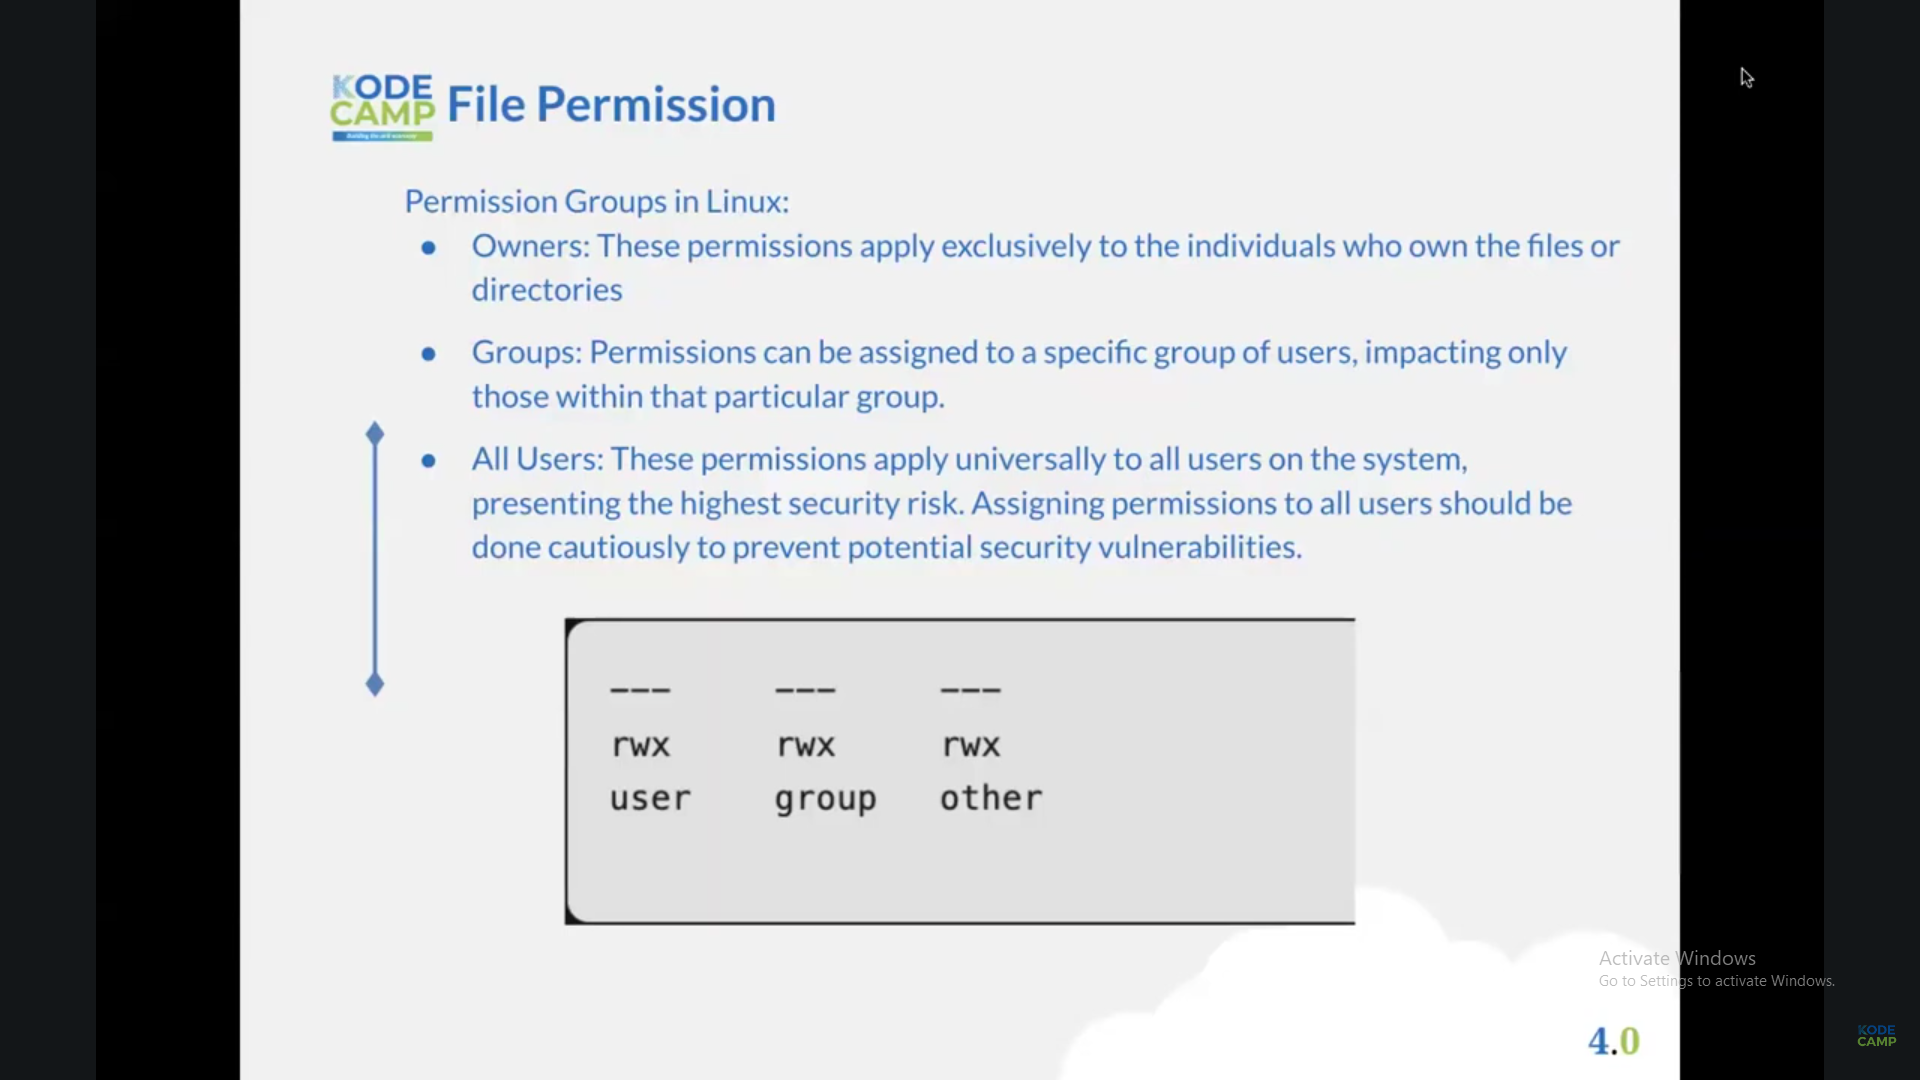 KODE
CAMP
File Permission
Permission Groups in Linux:
● Owners: These permissions apply exclusively to the individuals who own the files or
directories
● Groups: Permissions can be assigned to a specific group of users, impacting only
those within that particular group.
● All Users: These permissions apply universally to all users on the system,
presenting the highest security risk. Assigning permissions to all users should be
done cautiously to prevent potential security vulnerabilities.
--- --- ---
rwx rwx rwx
user group other
Activate Windows
Go to Settings to activate Windows.
4.0
KODE
CAMP